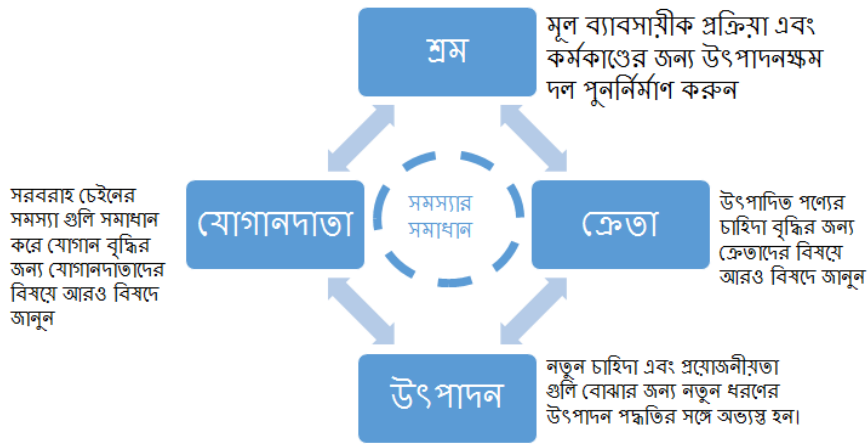 শ্রম
মূল ব্যাবসায়ীক প্রক্রিয়া এবং
কর্মকাণ্ডের জন্য উৎপাদনক্ষম
দল পুনর্নির্মাণ করুন
সরবরাহ চেইনের
সমস্যা গুলি সমাধান
করে যোগান বৃদ্ধির
জন্য যোগানদাতাদের
বিষয়ে আরও বিষদে
জানুন
যোগানদাতা
সমস্যার
সমাধান
ক্রেতা
উৎপাদিত পণ্যের
চাহিদা বৃদ্ধির জন্য
ক্রেতাদের বিষয়ে
আরও বিষদে জানুন
উৎপাদন
নতুন চাহিদা এবং প্রয়োজনীয়তা
গুলি বোঝার জন্য নতুন ধরণের
উৎপাদন পদ্ধতির সঙ্গে অভ্যস্ত হন।